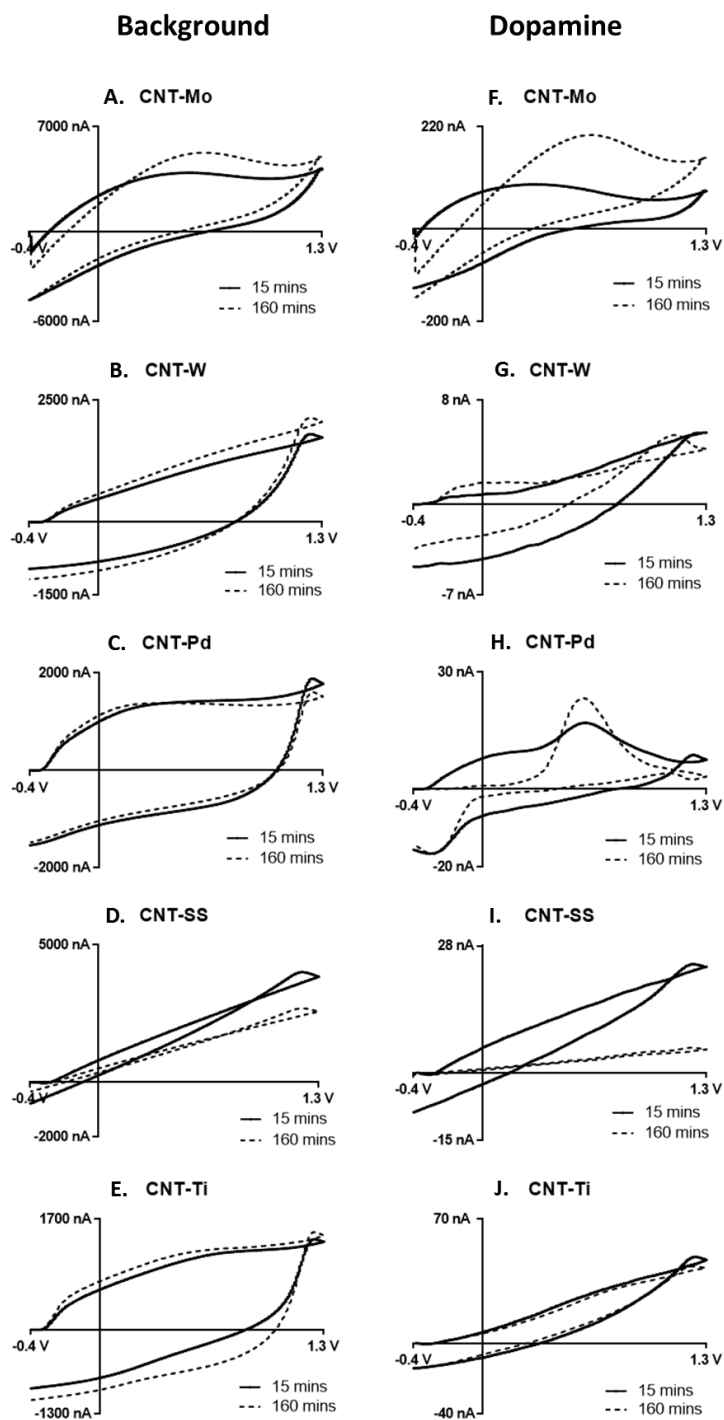 Background
Dopamine
A. CNT-Mo
7000 nA
-0.4 V
1.3 V
-6000 nA
15 mins
160 mins
F. CNT-Mo
220 nA
-0.4 V
1.3 V
-200 nA
15 mins
160 mins
B. CNT-W
2500 nA
-0.4 V
1.3 V
-1500 nA
15 mins
160 mins
G. CNT-W
8 nA
-0.4
1.3
-7 nA
15 mins
160 mins
C. CNT-Pd
2000 nA
-0.4 V
1.3 V
-2000 nA
15 mins
160 mins
H. CNT-Pd
30 nA
-0.4 V
1.3 V
-20 nA
15 mins
160 mins
D. CNT-SS
5000 nA
-0.4 V
1.3 V
-2000 nA
15 mins
160 mins
I. CNT-SS
28 nA
-0.4 V
1.3 V
-15 nA
15 mins
160 mins
E. CNT-Ti
1700 nA
-0.4 V
1.3 V
-1300 nA
15 mins
160 mins
J. CNT-Ti
70 nA
-0.4 V
1.3 V
-40 nA
15 mins
160 mins